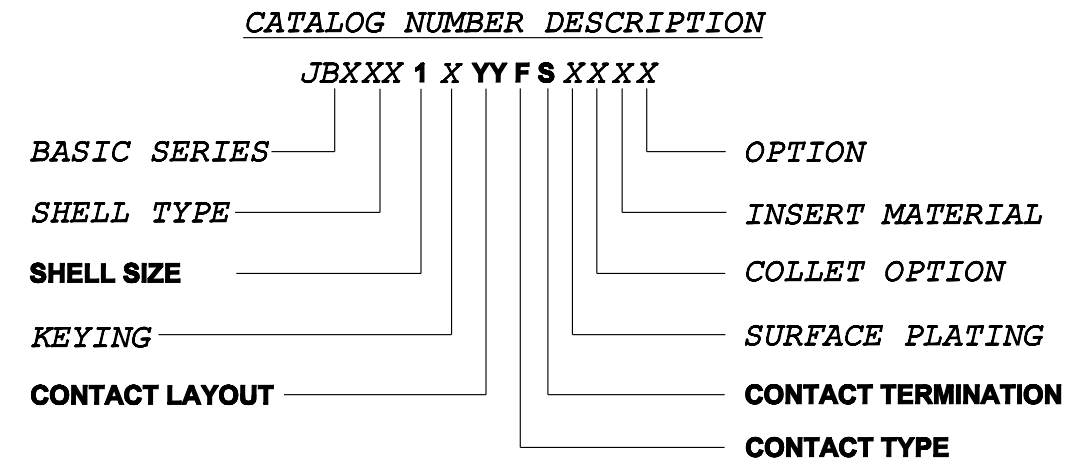 CATALOG NUMBER DESCRIPTION
JBXXX 1 X YY F S XXXX
BASIC SERIES
OPTION
SHELL TYPE
INSERT MATERIAL
SHELL SIZE
COLLET OPTION
KEYING
SURFACE PLATING
CONTACT LAYOUT
CONTACT TERMINATION
CONTACT TYPE